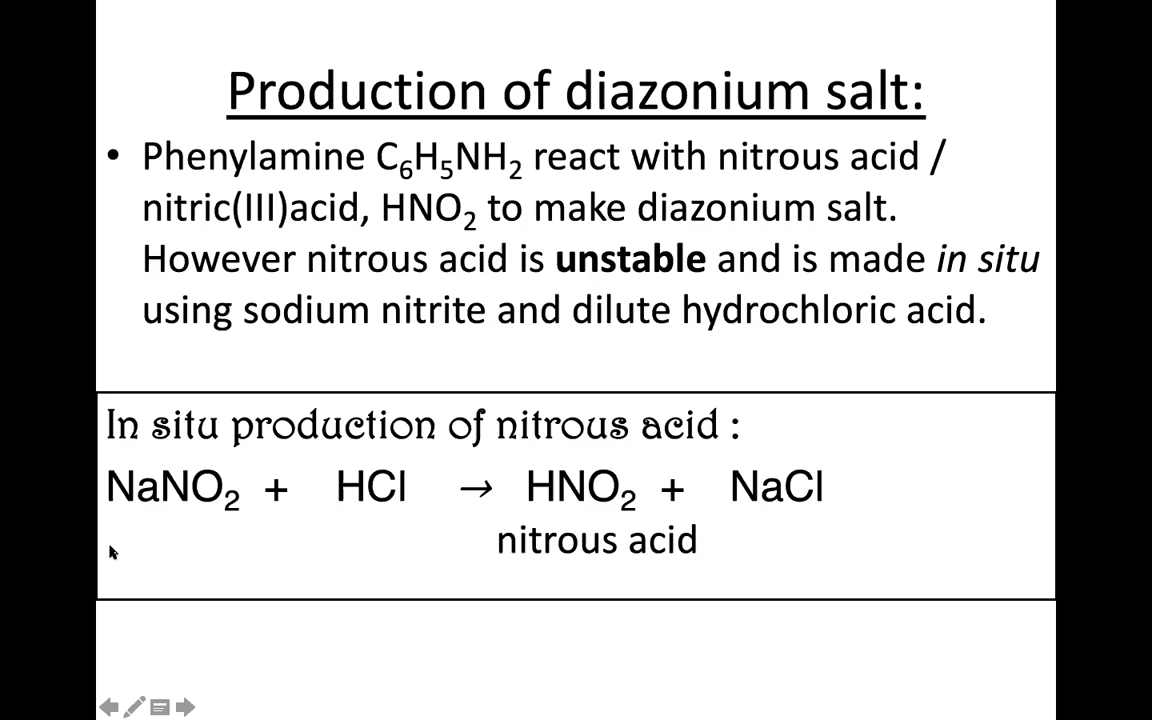 Production of diazonium salt:
• Phenylamine C₆H₅NH₂ react with nitrous acid /
nitric(III)acid, HNO₂ to make diazonium salt.
However nitrous acid is unstable and is made in situ
using sodium nitrite and dilute hydrochloric acid.
In situ production of nitrous acid :
NaNO₂ + HCl → HNO₂ + NaCl
nitrous acid